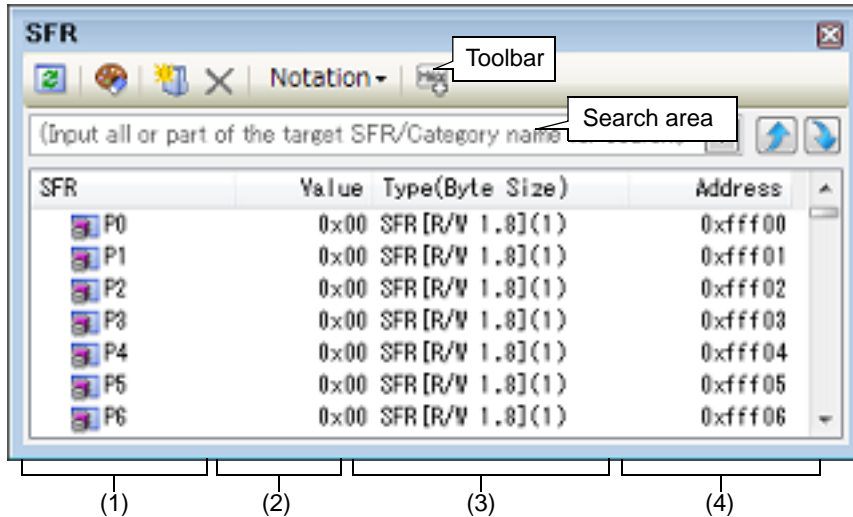 SFR
Notation
Hex
Toolbar
(Input all or part of the target SFR/Category name
Search area
SFR Value Type(Byte Size) Address
P0 0x00 SFR[R/W 1.8](1) 0xfff00
P1 0x00 SFR[R/W 1.8](1) 0xfff01
P2 0x00 SFR[R/W 1.8](1) 0xfff02
P3 0x00 SFR[R/W 1.8](1) 0xfff03
P4 0x00 SFR[R/W 1.8](1) 0xfff04
P5 0x00 SFR[R/W 1.8](1) 0xfff05
P6 0x00 SFR[R/W 1.8](1) 0xfff06
(1) (2) (3) (4)